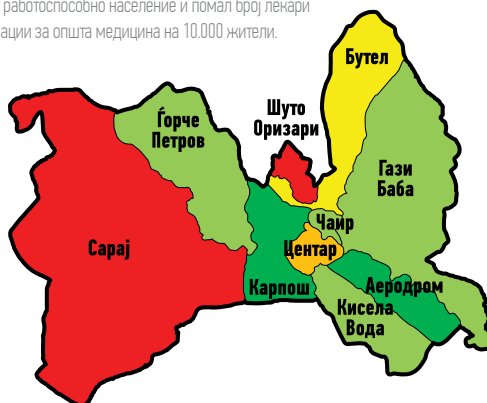 работоспособно население и помал број лекари
ации за општа медицина на 10.000 жители.
Бутел
Шуто
Оризари
Ѓорче
Петров
Гази
Баба
Чаир
Сарај
Центар
Карпош
Аеродром
Кисела
Вода